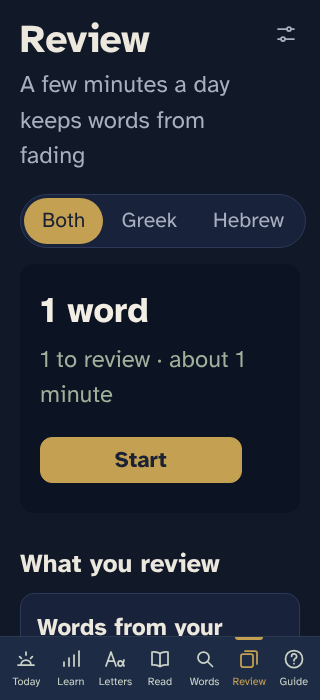 Review
A few minutes a day
keeps words from
fading
Both Greek Hebrew
1 word
1 to review · about 1
minute
Start
What you review
Words from your
Today Learn Letters Read Words Review Guide